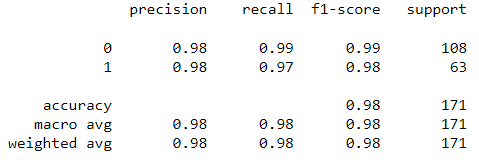 precision recall f1-score support
0 0.98 0.99 0.99 108
1 0.98 0.97 0.98 63
accuracy 0.98 171
macro avg 0.98 0.98 0.98 171
weighted avg 0.98 0.98 0.98 171